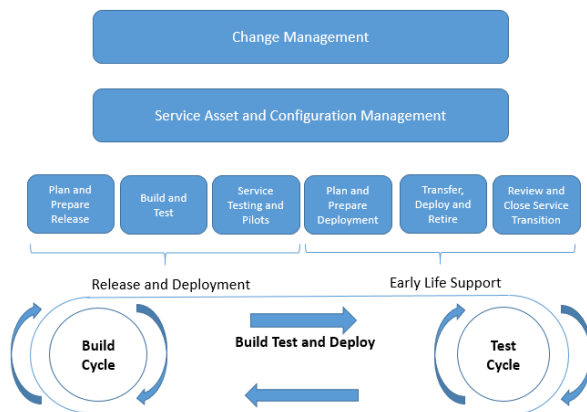 Change Management
Service Asset and Configuration Management
Plan and
Prepare
Release
Build and
Test
Service
Testing and
Pilots
Plan and
Prepare
Deployment
Transfer,
Deploy and
Retire
Review and
Close Service
Transition
Release and Deployment
Early Life Support
Build
Cycle
Build Test and Deploy
Test
Cycle